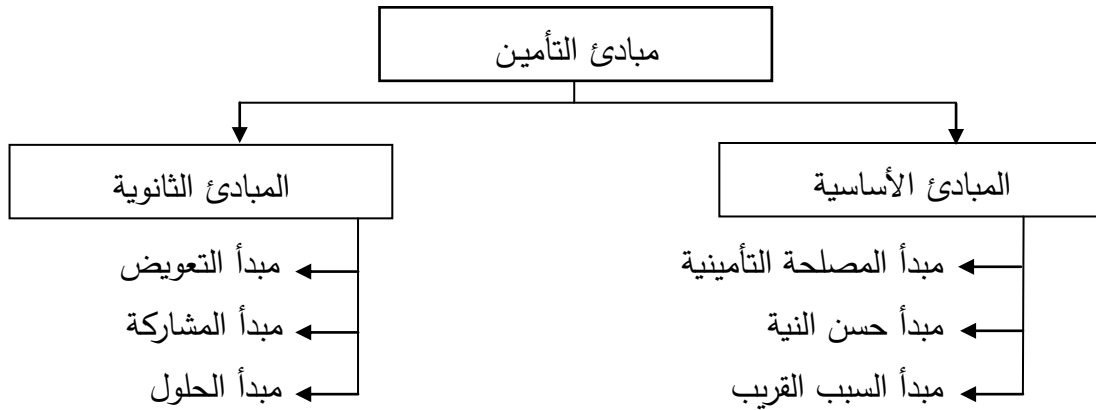 مبادئ التأمين
المبادئ الأساسية
مبدأ المصلحة التأمينية
مبدأ حسن النية
مبدأ السبب القريب
المبادئ الثانوية
مبدأ التعويض
مبدأ المشاركة
مبدأ الحلول